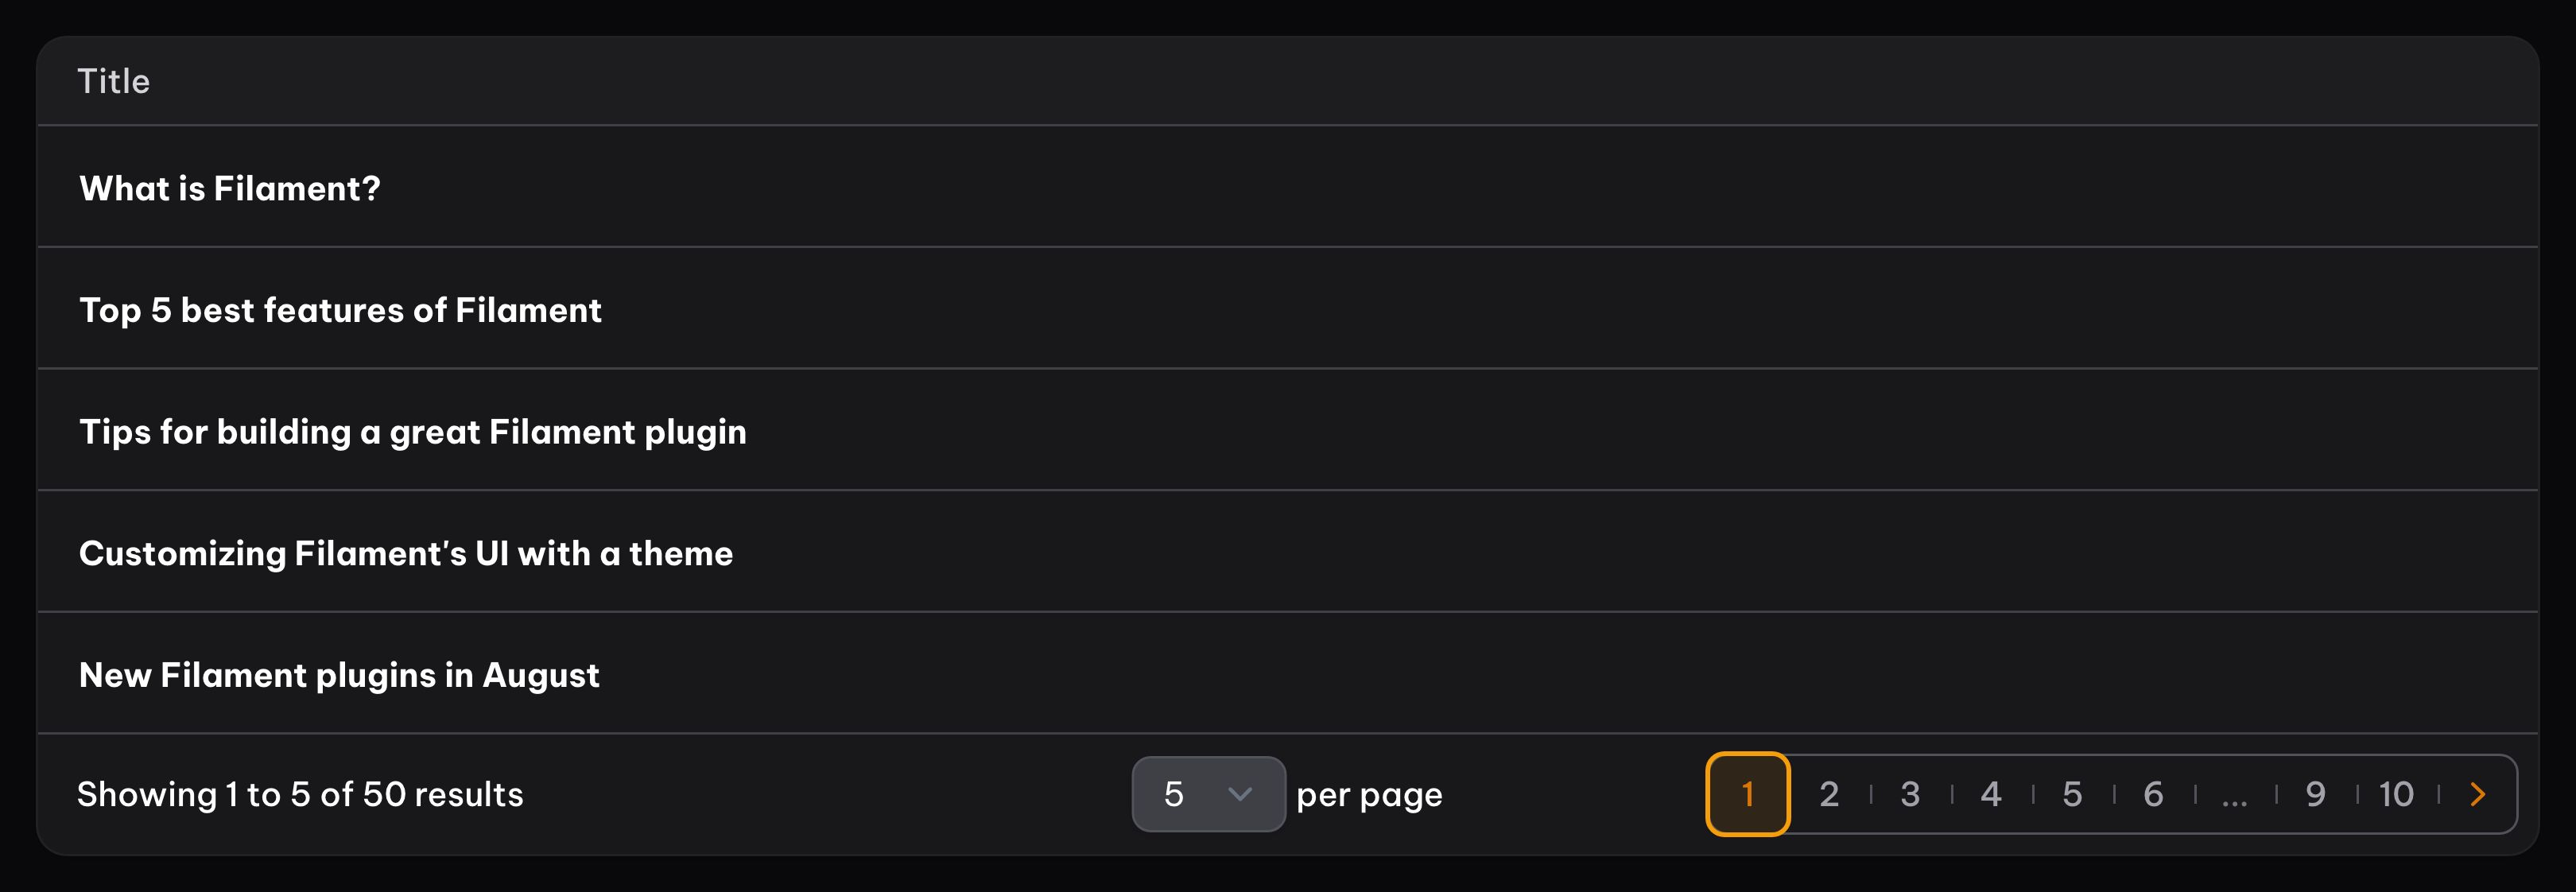 Title
What is Filament?
Top 5 best features of Filament
Tips for building a great Filament plugin
Customizing Filament's UI with a theme
New Filament plugins in August
Showing 1 to 5 of 50 results 5 per page 1 2 3 4 5 6 ... 9 10